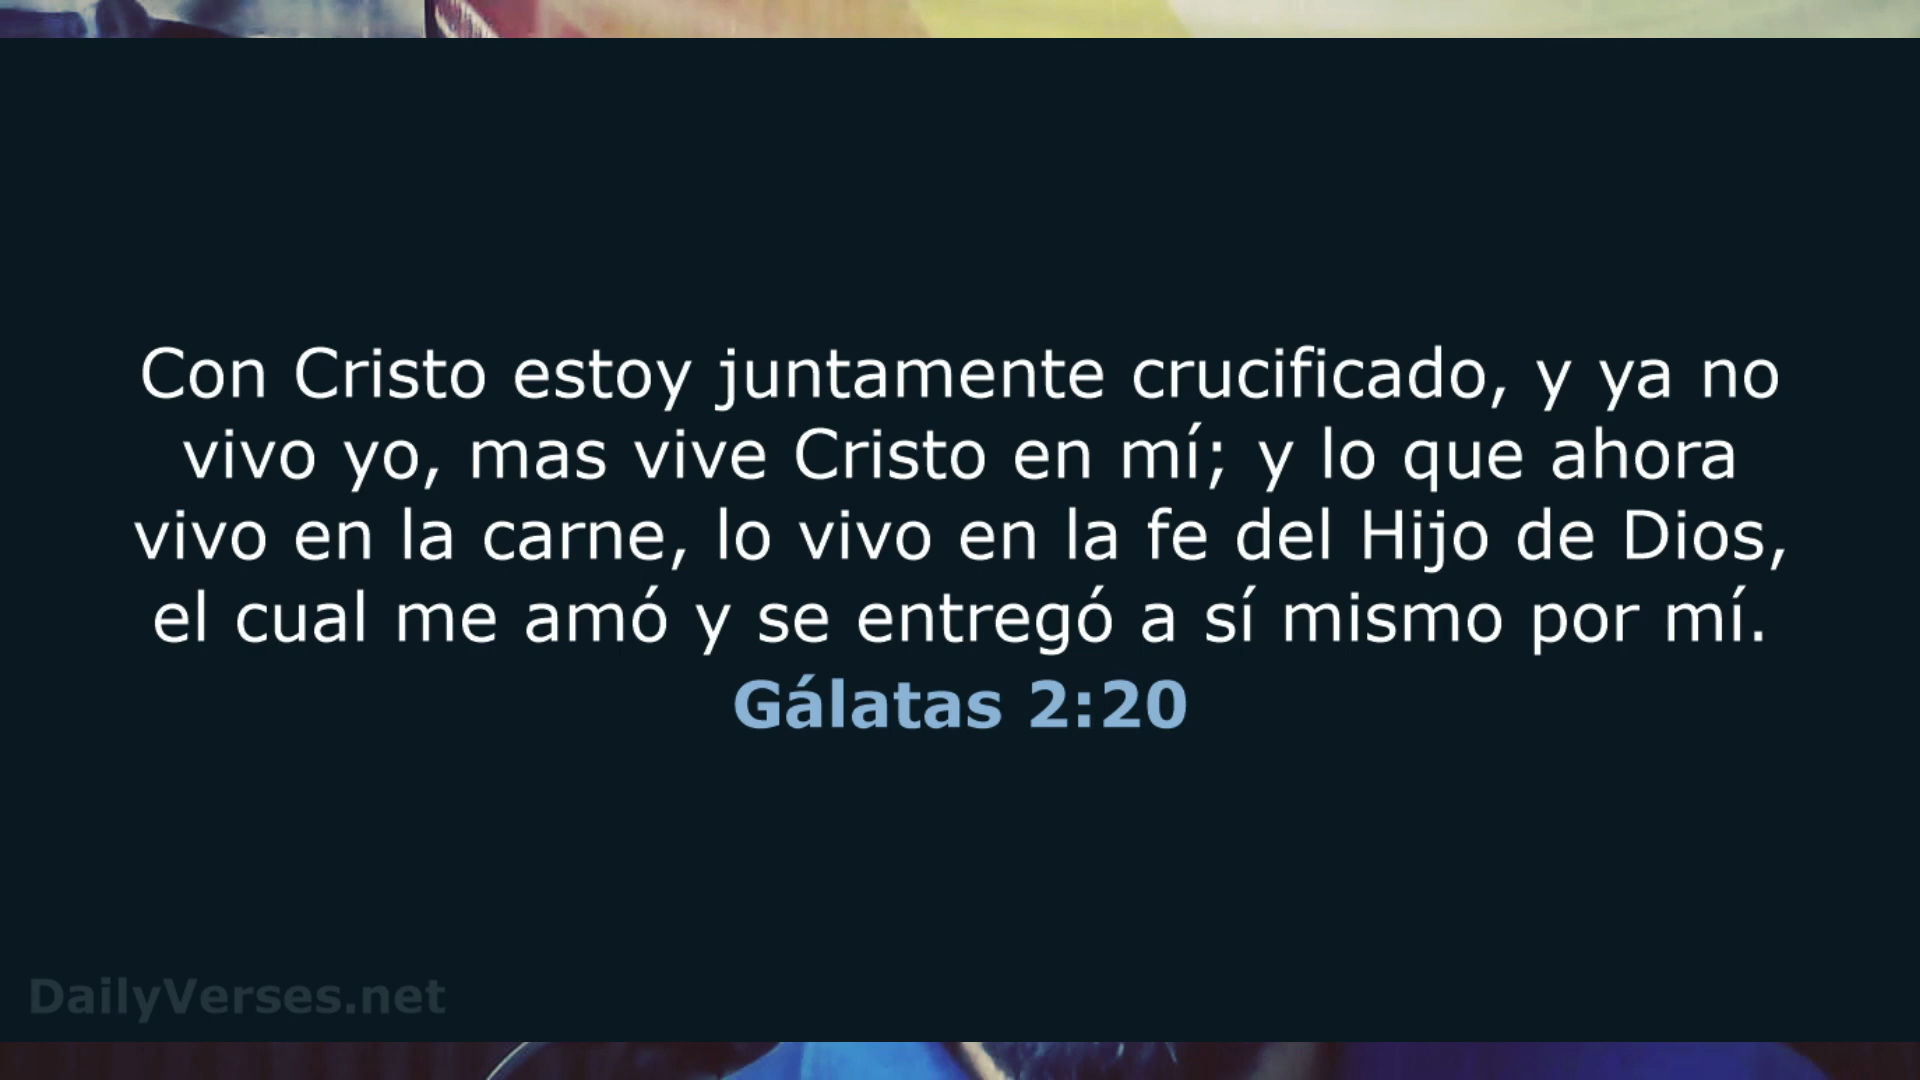 Con Cristo estoy juntamente crucificado, y ya no
vivo yo, mas vive Cristo en mí; y lo que ahora
vivo en la carne, lo vivo en la fe del Hijo de Dios,
el cual me amó y se entregó a sí mismo por mí.
Gálatas 2:20
DailyVerses.net